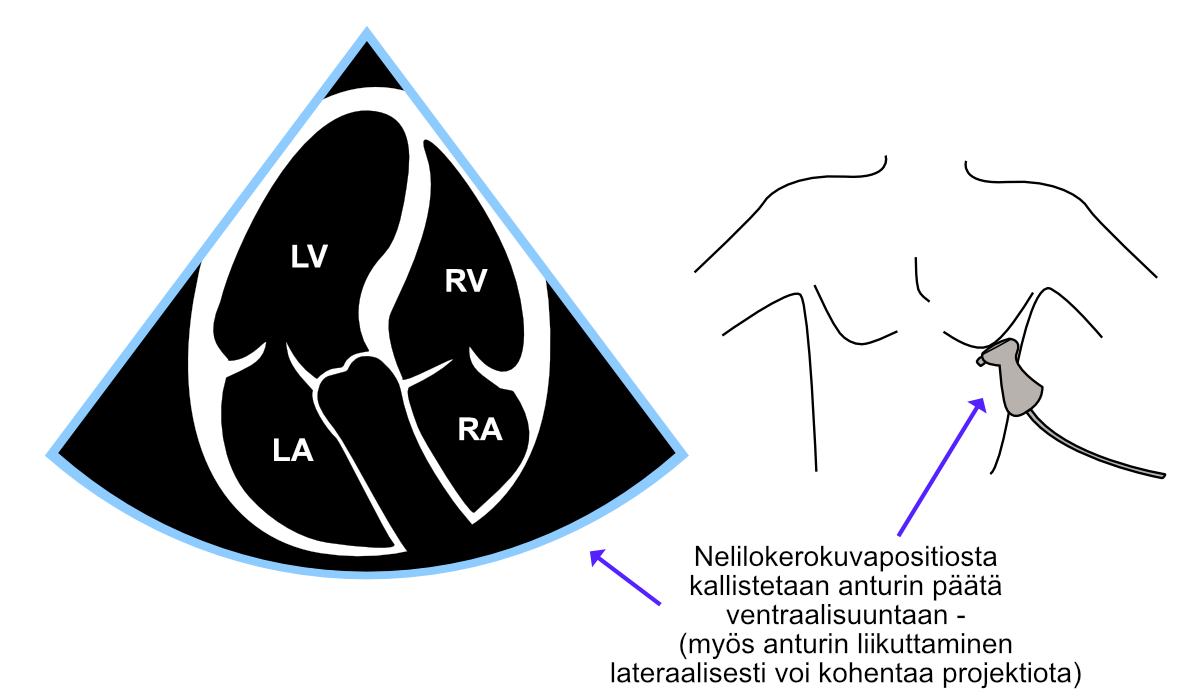 LV
RV
LA
RA
Nelilokerokuvapositiosta
kallistetaan anturin päätä
ventraalisuuntaan -
(myös anturin liikuttaminen
lateraalisesti voi kohentaa projektiota)